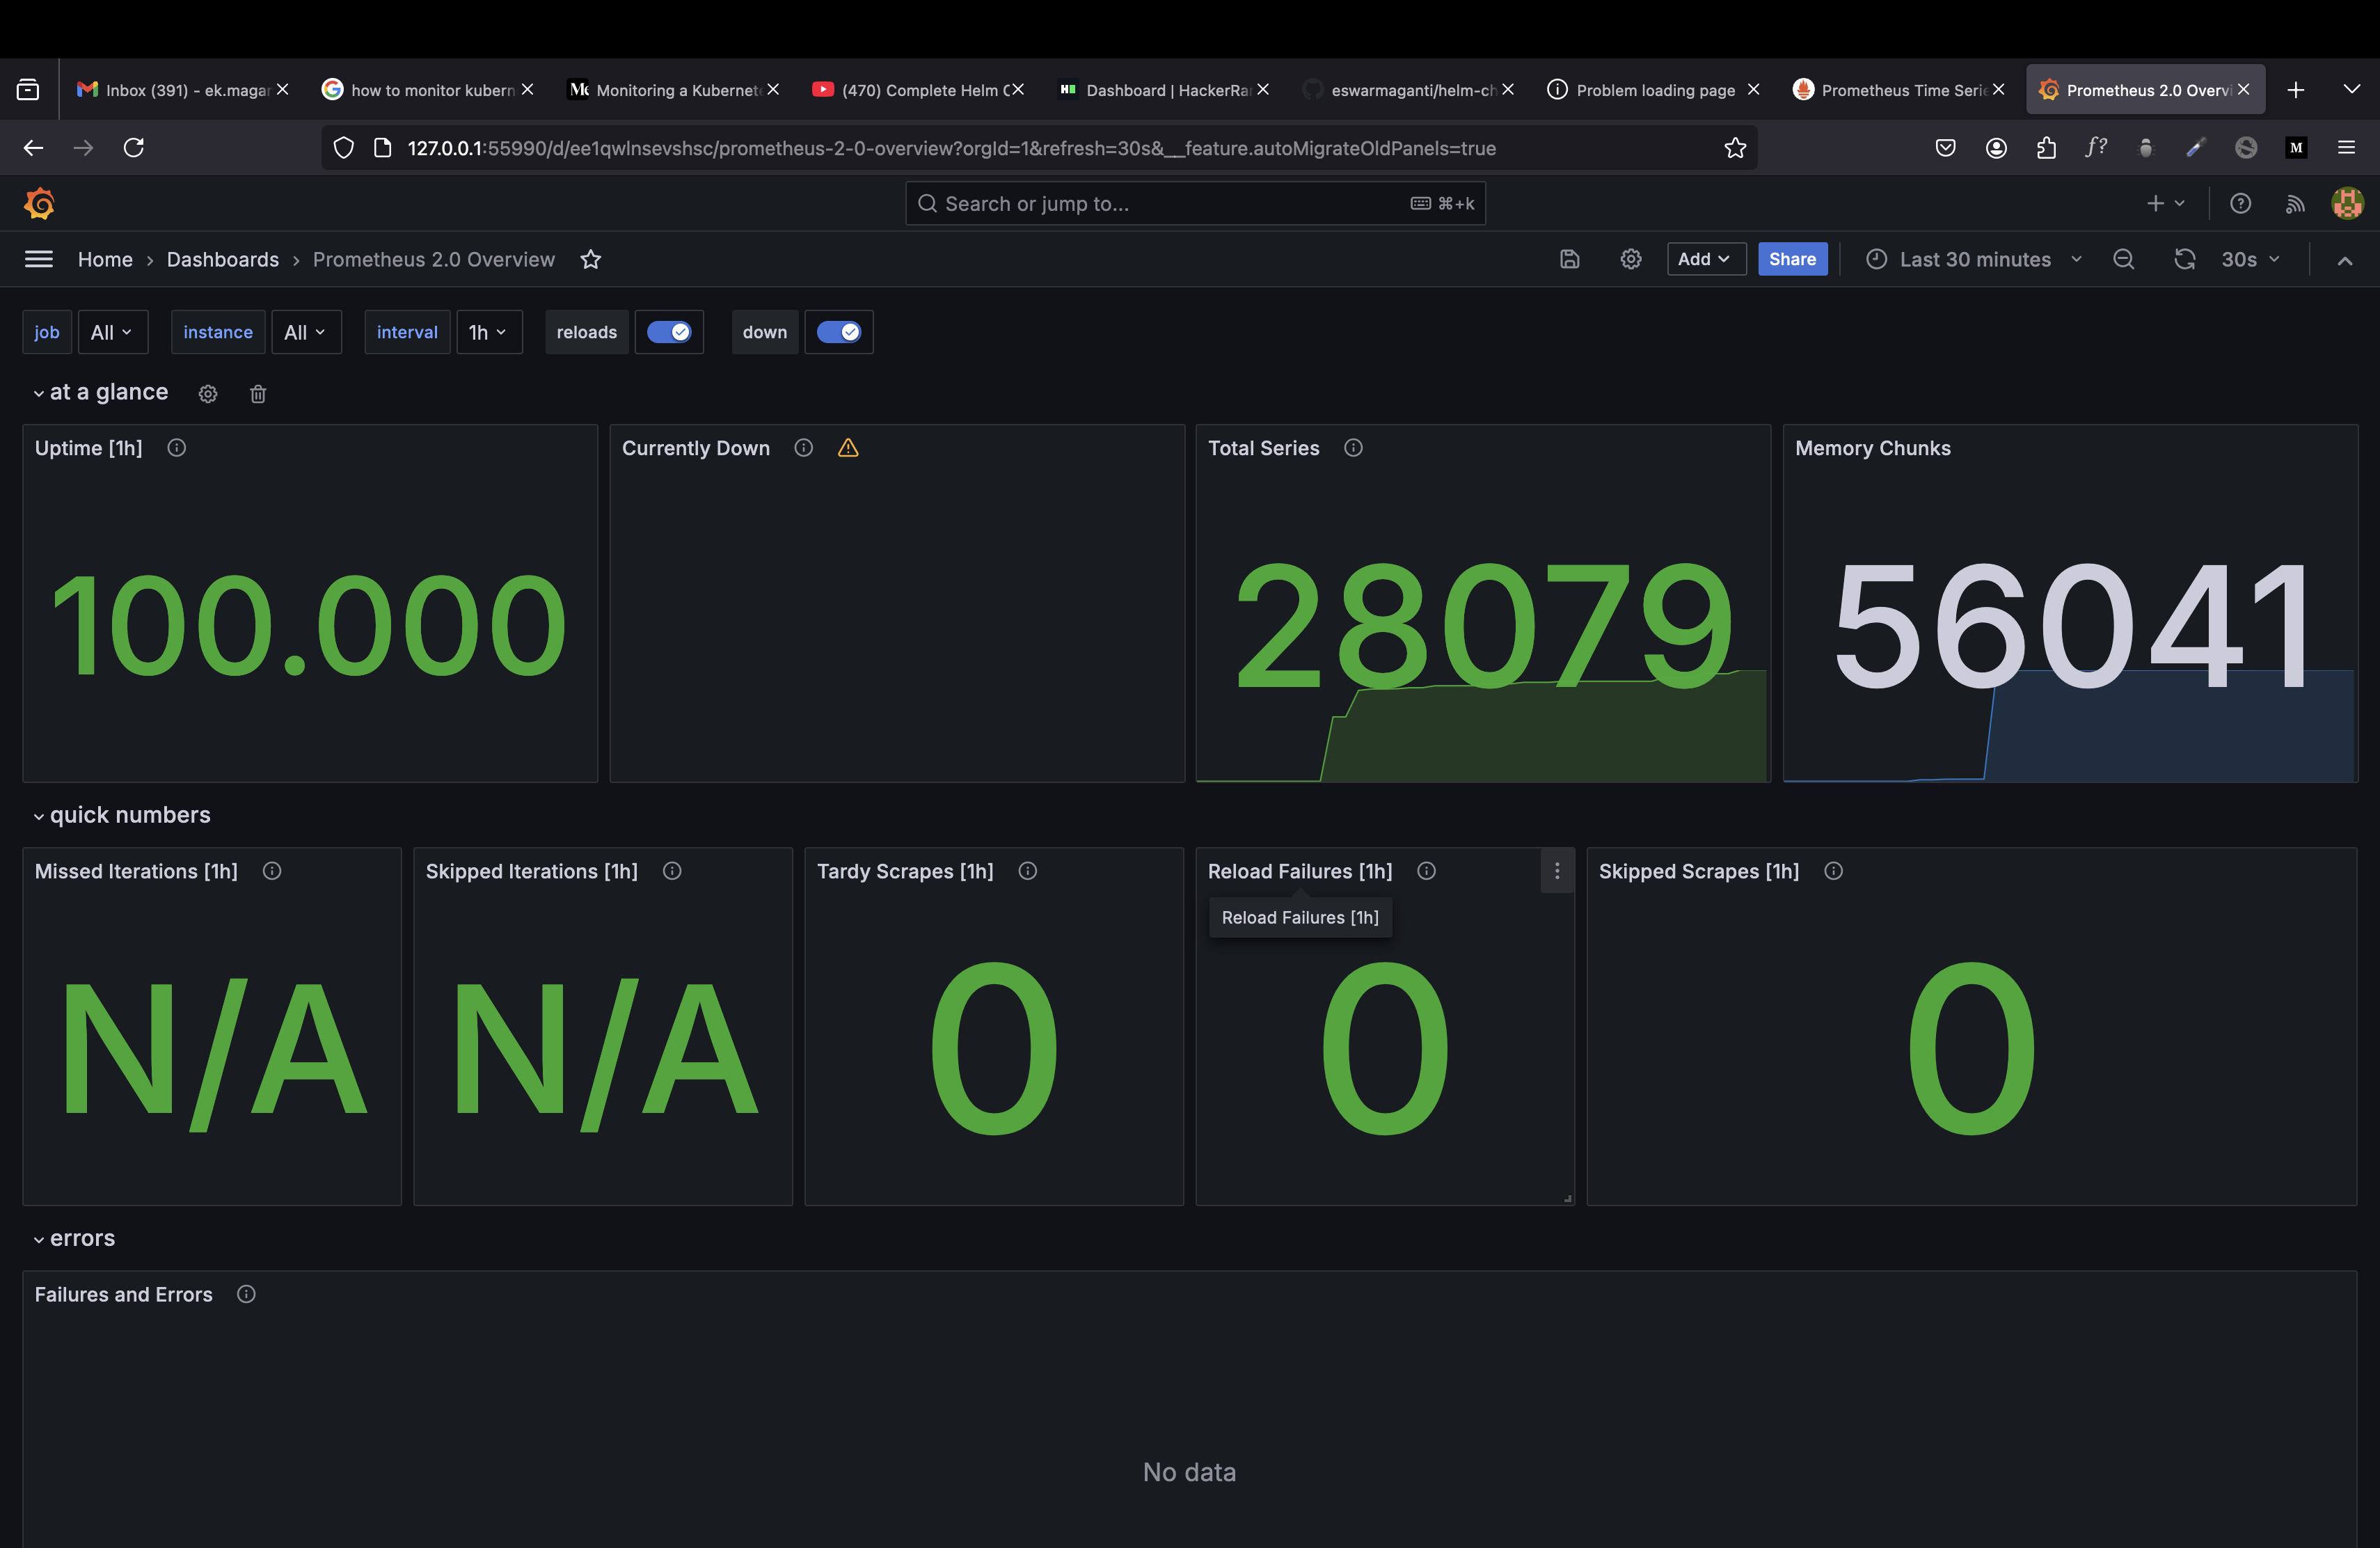 Inbox (391) - ek.magar
how to monitor kubern
Monitoring a Kubernete
(470) Complete Helm C
Dashboard | HackerRar
eswarmaganti/helm-ch
Problem loading page
Prometheus Time Serie
Prometheus 2.0 Overvi
127.0.0.1:55990/d/ee1qwlnsevshsc/prometheus-2-0-overview?orgId=1&refresh=30s&__feature.autoMigrateOldPanels=true
f?
M
Search or jump to...
⌘+k
Home › Dashboards › Prometheus 2.0 Overview
Add
Share
Last 30 minutes
30s
job All
instance All
interval 1h
reloads
down
at a glance
Uptime [1h]
Currently Down
Total Series
Memory Chunks
100.000
28079
56041
quick numbers
Missed Iterations [1h]
Skipped Iterations [1h]
Tardy Scrapes [1h]
Reload Failures [1h]
Skipped Scrapes [1h]
Reload Failures [1h]
N/A
N/A
0
0
0
errors
Failures and Errors
No data